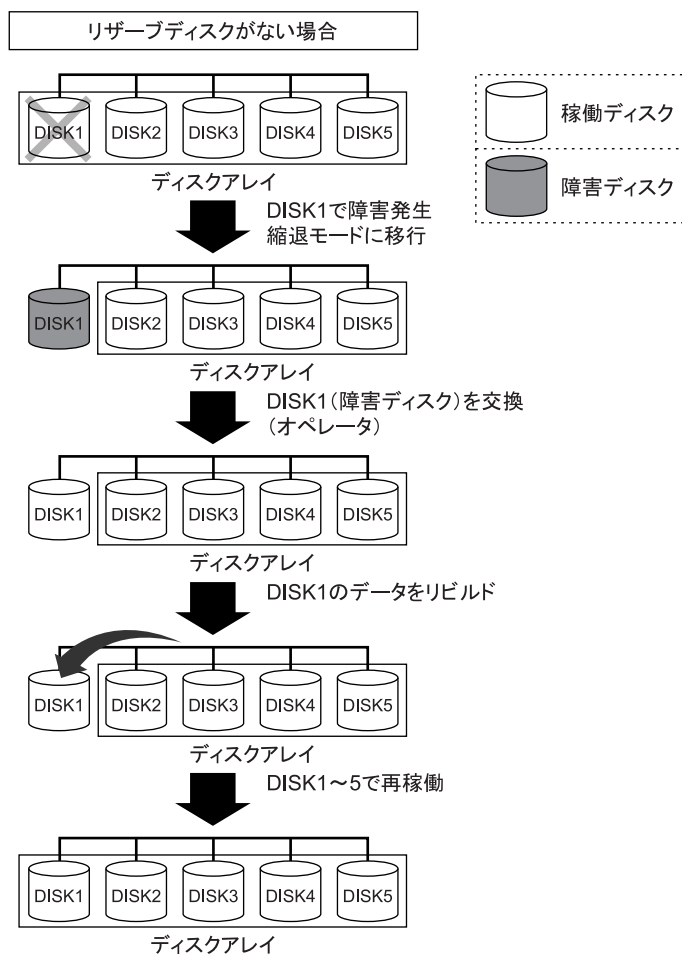 リザーブディスクがない場合
DISK1 DISK2 DISK3 DISK4 DISK5
稼働ディスク
障害ディスク
ディスクアレイ
DISK1で障害発生
縮退モードに移行
DISK1 DISK2 DISK3 DISK4 DISK5
ディスクアレイ
DISK1（障害ディスク）を交換
（オペレータ）
DISK1 DISK2 DISK3 DISK4 DISK5
ディスクアレイ
DISK1のデータをリビルド
DISK1 DISK2 DISK3 DISK4 DISK5
ディスクアレイ
DISK1～5で再稼働
DISK1 DISK2 DISK3 DISK4 DISK5
ディスクアレイ